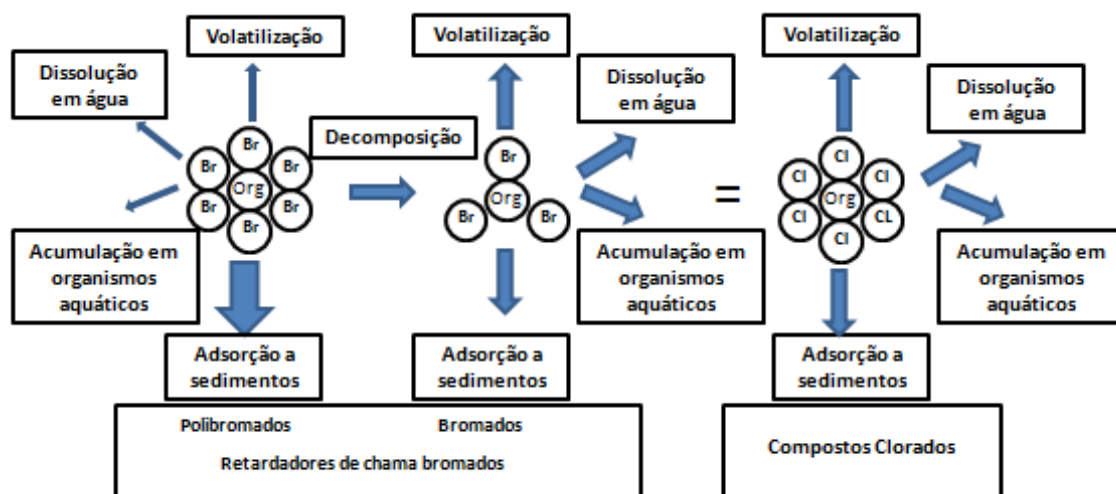 Volatilização
Dissolução
em água
Br
Br
Br
Org
Br
Br
Br
Acumulação em
organismos
aquáticos
Adsorção a
sedimentos
Polibromados
Decomposição
Volatilização
Dissolução
em água
Br
Org
Br
Br
Acumulação em
organismos
aquáticos
Adsorção a
sedimentos
Bromados
Retardadores de chama bromados
=
Volatilização
Dissolução
em água
Cl
Cl
Cl
Org
Cl
CL
Cl
Acumulação em
organismos
aquáticos
Adsorção a
sedimentos
Compostos Clorados